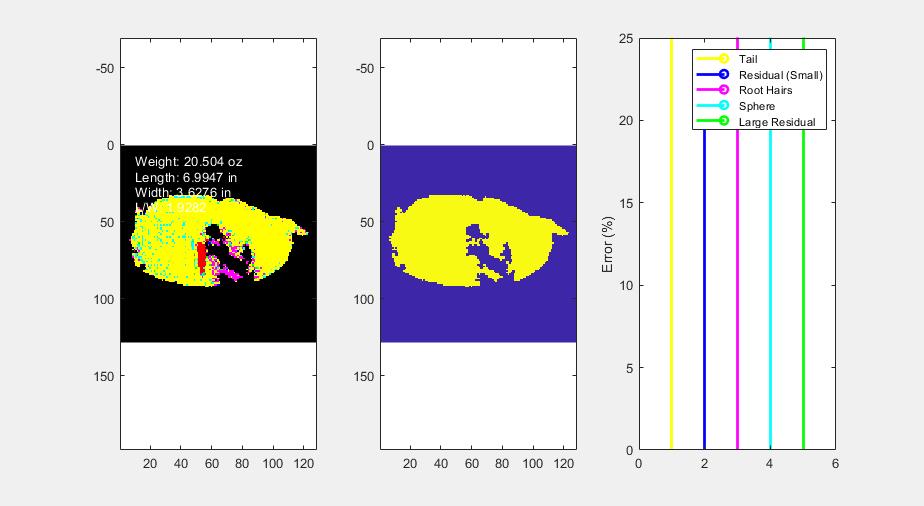 Weight: 20.504 oz
Length: 6.9947 in
Width: 3.6276 in
L/W: 1.9282
-50
0
50
100
150
20 40 60 80 100 120
-50
0
50
100
150
20 40 60 80 100 120
Error (%)
25
20
15
10
5
0
0 2 4 6
Tail
Residual (Small)
Root Hairs
Sphere
Large Residual